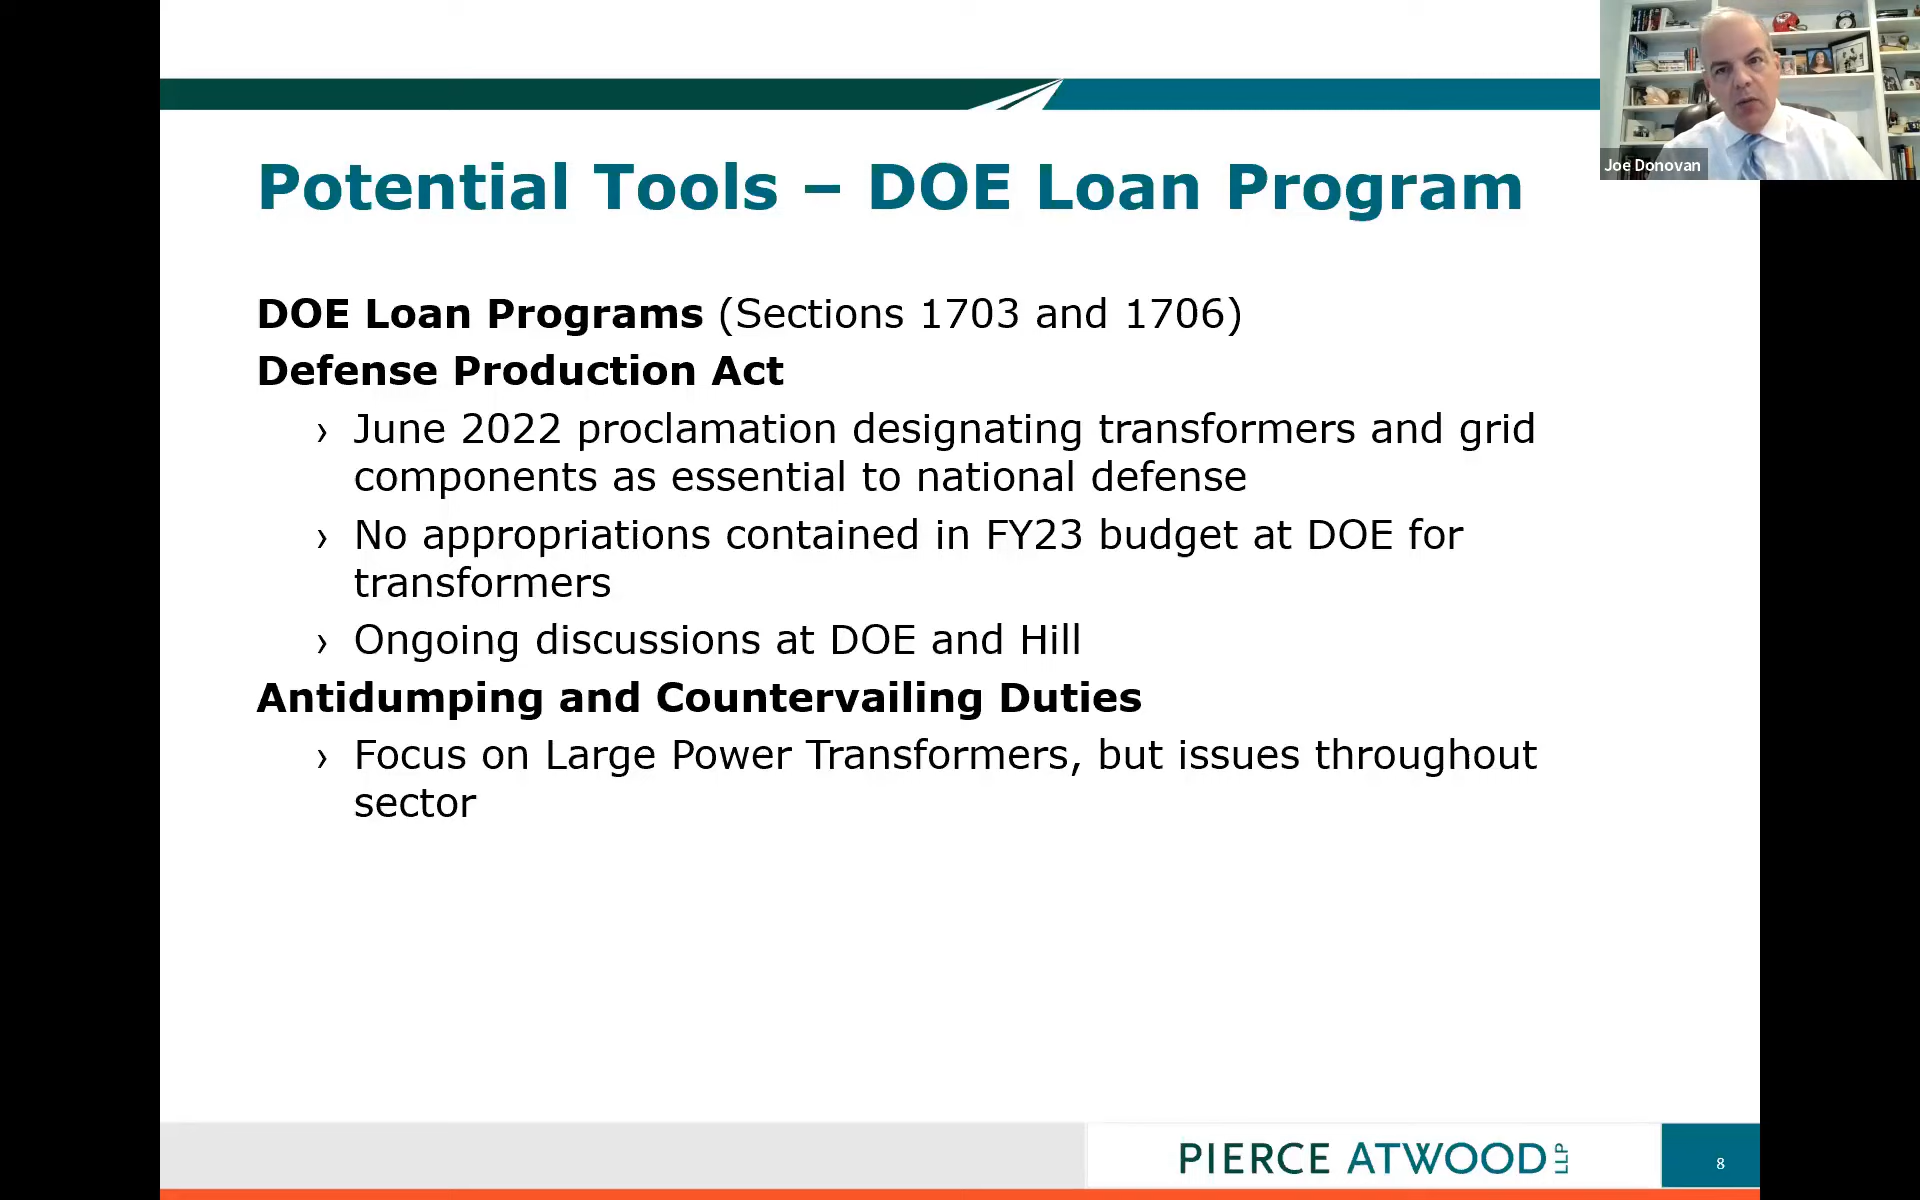 Joe Donovan
Potential Tools – DOE Loan Program
DOE Loan Programs (Sections 1703 and 1706)
Defense Production Act
› June 2022 proclamation designating transformers and grid
components as essential to national defense
› No appropriations contained in FY23 budget at DOE for
transformers
› Ongoing discussions at DOE and Hill
Antidumping and Countervailing Duties
› Focus on Large Power Transformers, but issues throughout
sector
PIERCE ATWOOD LLP
8